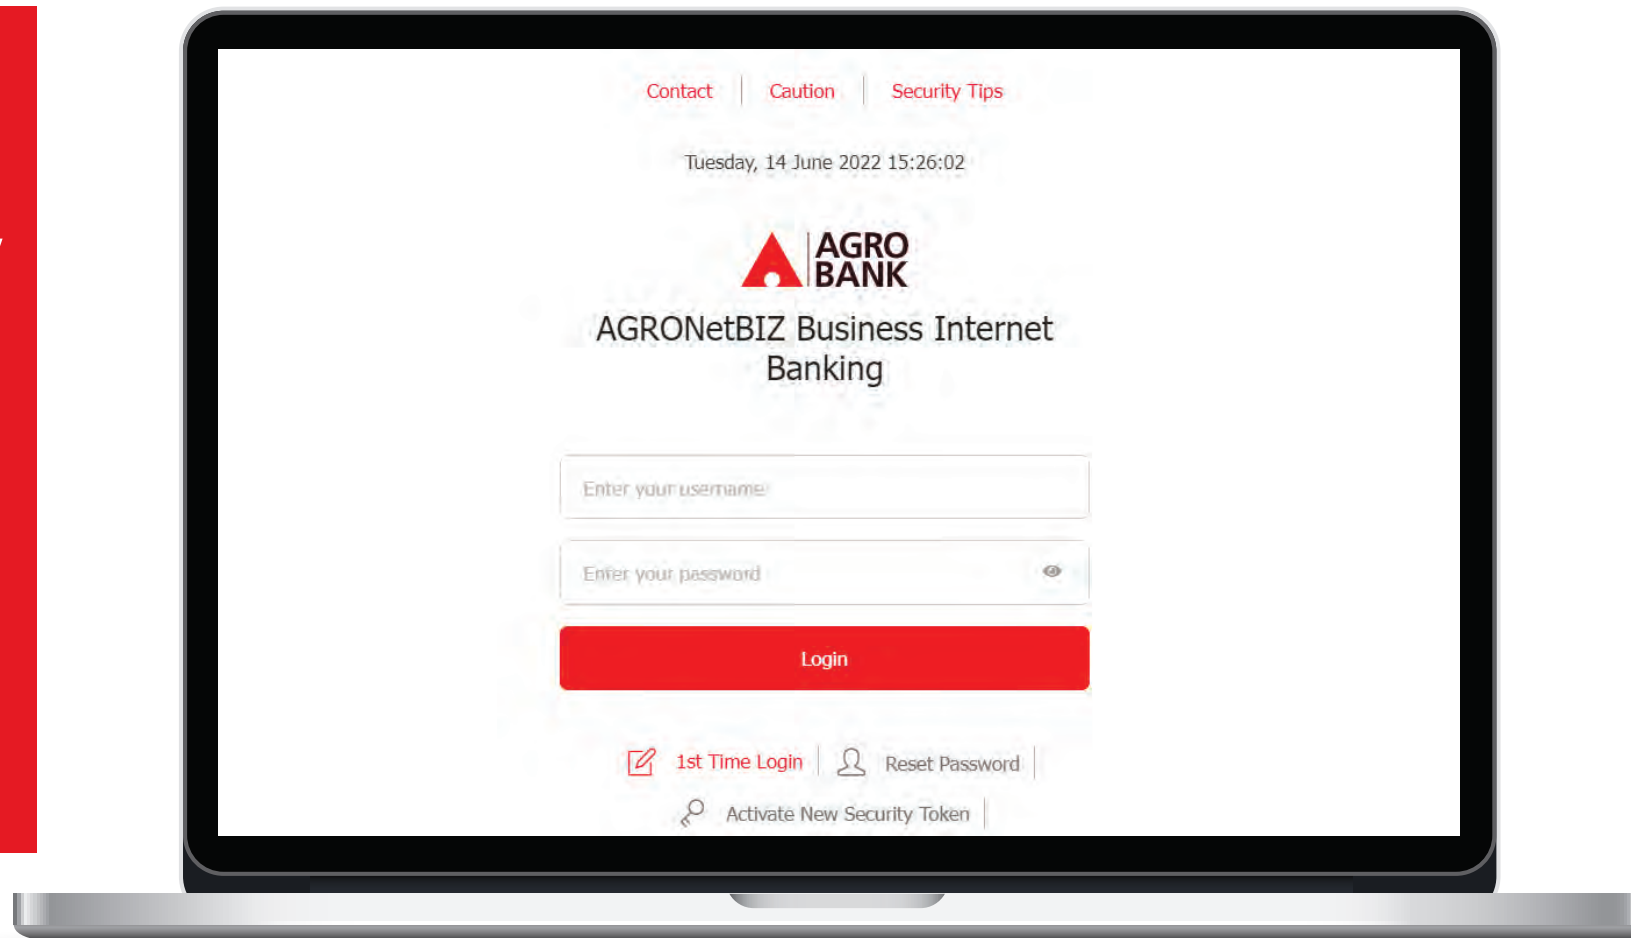 Contact
Caution
Security Tips
Tuesday, 14 June 2022 15:26:02
AGRO
BANK
AGRONetBIZ Business Internet
Banking
Enter your username
Enter your password
Login
1st Time Login
Reset Password
Activate New Security Token